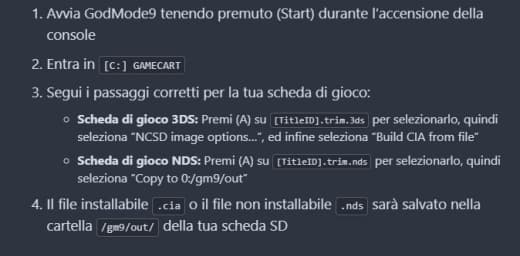 1. Avvia GodMode9 tenendo premuto (Start) durante l'accensione della
console
2. Entra in [C:] GAMECART
3. Segui i passaggi corretti per la tua scheda di gioco:
Scheda di gioco 3DS: Premi (A) su [TitleID].trim.3ds per selezionarlo, quindi
seleziona "NCSD image options...", ed infine seleziona "Build CIA from file"
Scheda di gioco NDS: Premi (A) su [TitleID].trim.nds per selezionarlo, quindi
seleziona "Copy to 0:/gm9/out"
4. Il file installabile .cia o il file non installabile .nds sarà salvato nella
cartella /gm9/out/ della tua scheda SD